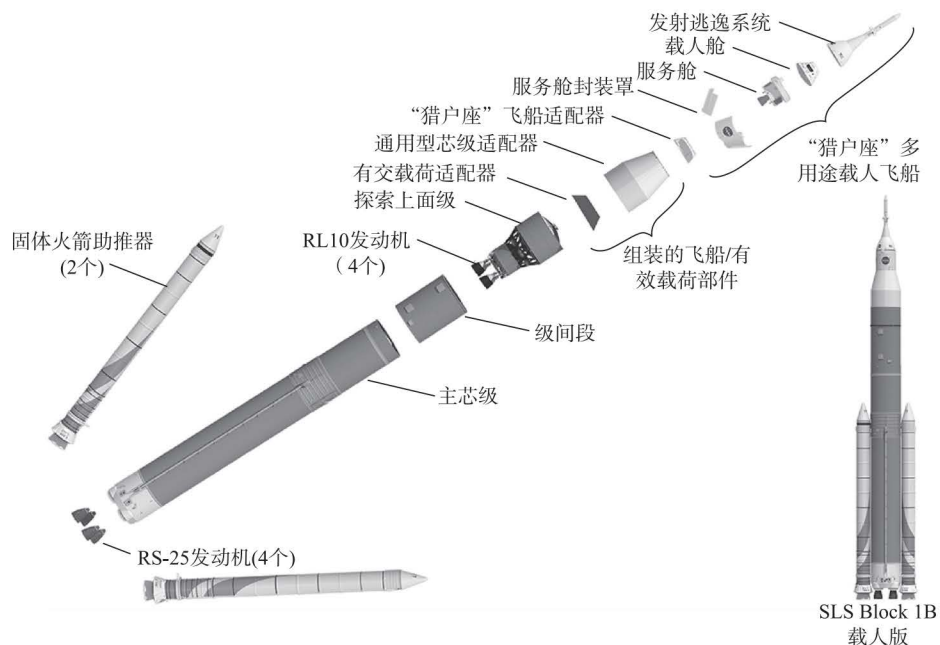 发射逃逸系统
载人舱
服务舱
服务舱封装罩
“猎户座”飞船适配器
通用型芯级适配器
有交载荷适配器
探索上面级
RL10发动机
（4个）
“猎户座”多
用途载人飞船
组装的飞船/有
效载荷部件
固体火箭助推器
(2个)
级间段
主芯级
RS-25发动机(4个)
SLS Block 1B
载人版